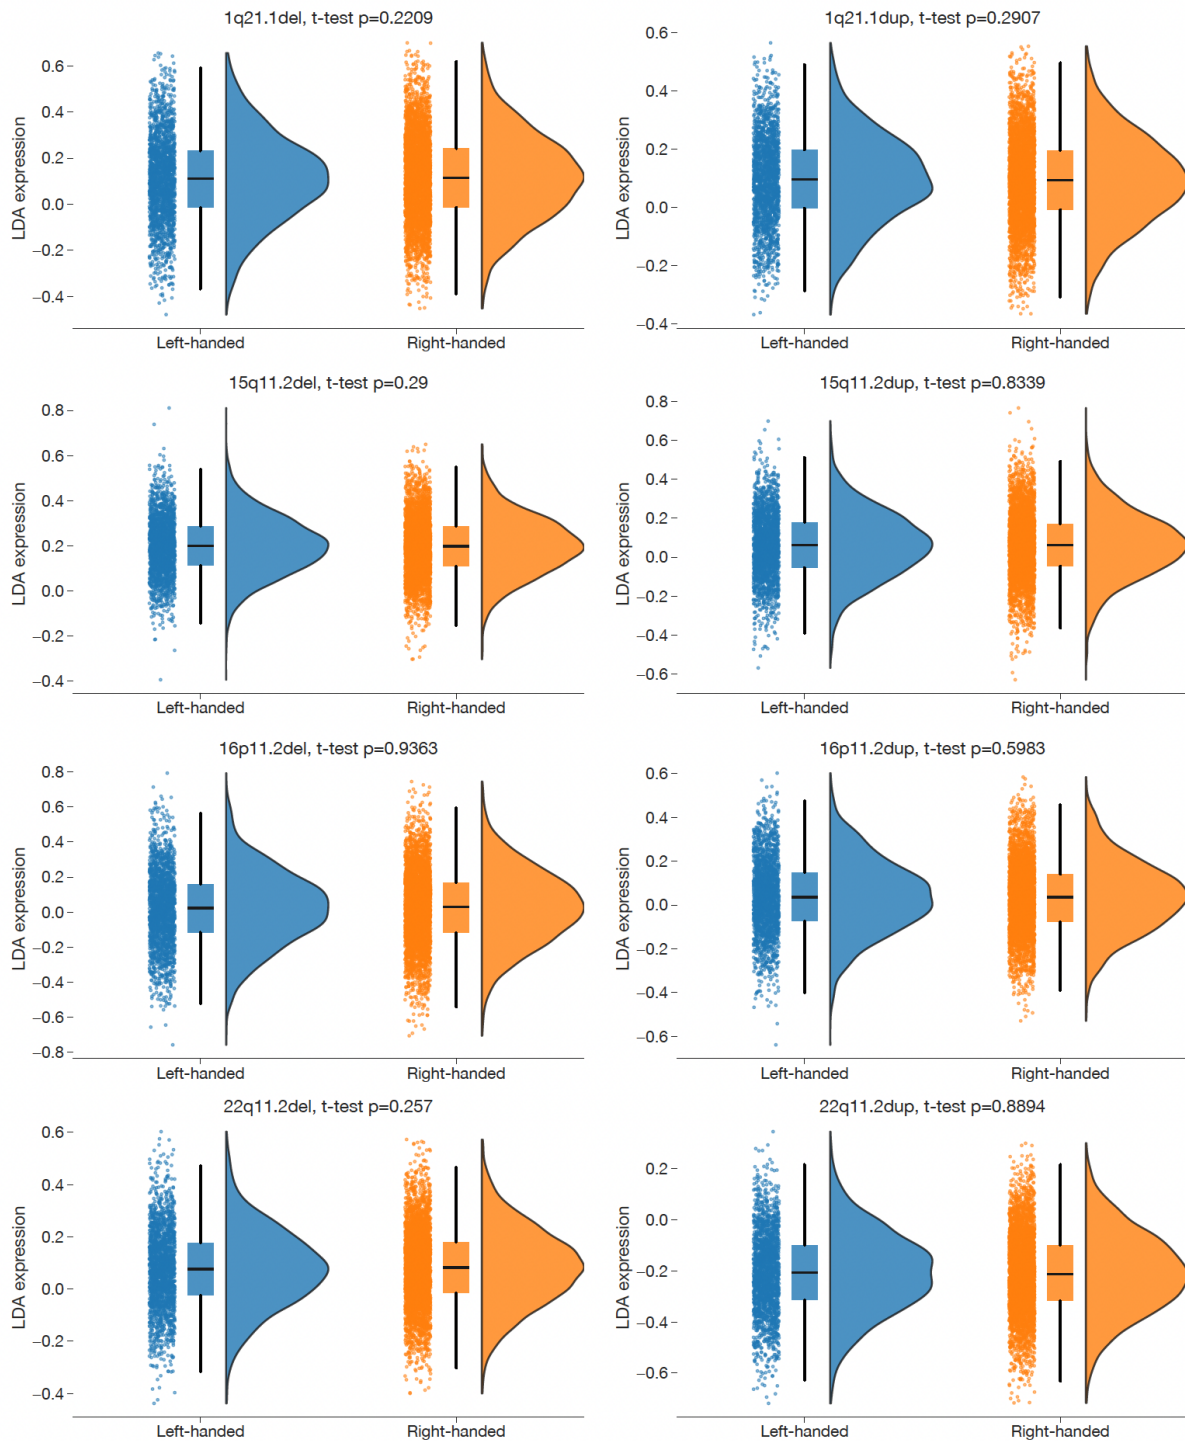 1q21.1del, t-test p=0.2209
LDA expression
0.6
0.4
0.2
0.0
−0.2
−0.4
Left-handed
Right-handed
1q21.1dup, t-test p=0.2907
LDA expression
0.6
0.4
0.2
0.0
−0.2
−0.4
Left-handed
Right-handed
15q11.2del, t-test p=0.29
LDA expression
0.8
0.6
0.4
0.2
0.0
−0.2
−0.4
Left-handed
Right-handed
15q11.2dup, t-test p=0.8339
LDA expression
0.8
0.6
0.4
0.2
0.0
−0.2
−0.4
−0.6
Left-handed
Right-handed
16p11.2del, t-test p=0.9363
LDA expression
0.8
0.6
0.4
0.2
0.0
−0.2
−0.4
−0.6
−0.8
Left-handed
Right-handed
16p11.2dup, t-test p=0.5983
LDA expression
0.6
0.4
0.2
0.0
−0.2
−0.4
−0.6
Left-handed
Right-handed
22q11.2del, t-test p=0.257
LDA expression
0.6
0.4
0.2
0.0
−0.2
−0.4
Left-handed
Right-handed
22q11.2dup, t-test p=0.8894
LDA expression
0.2
0.0
−0.2
−0.4
−0.6
Left-handed
Right-handed